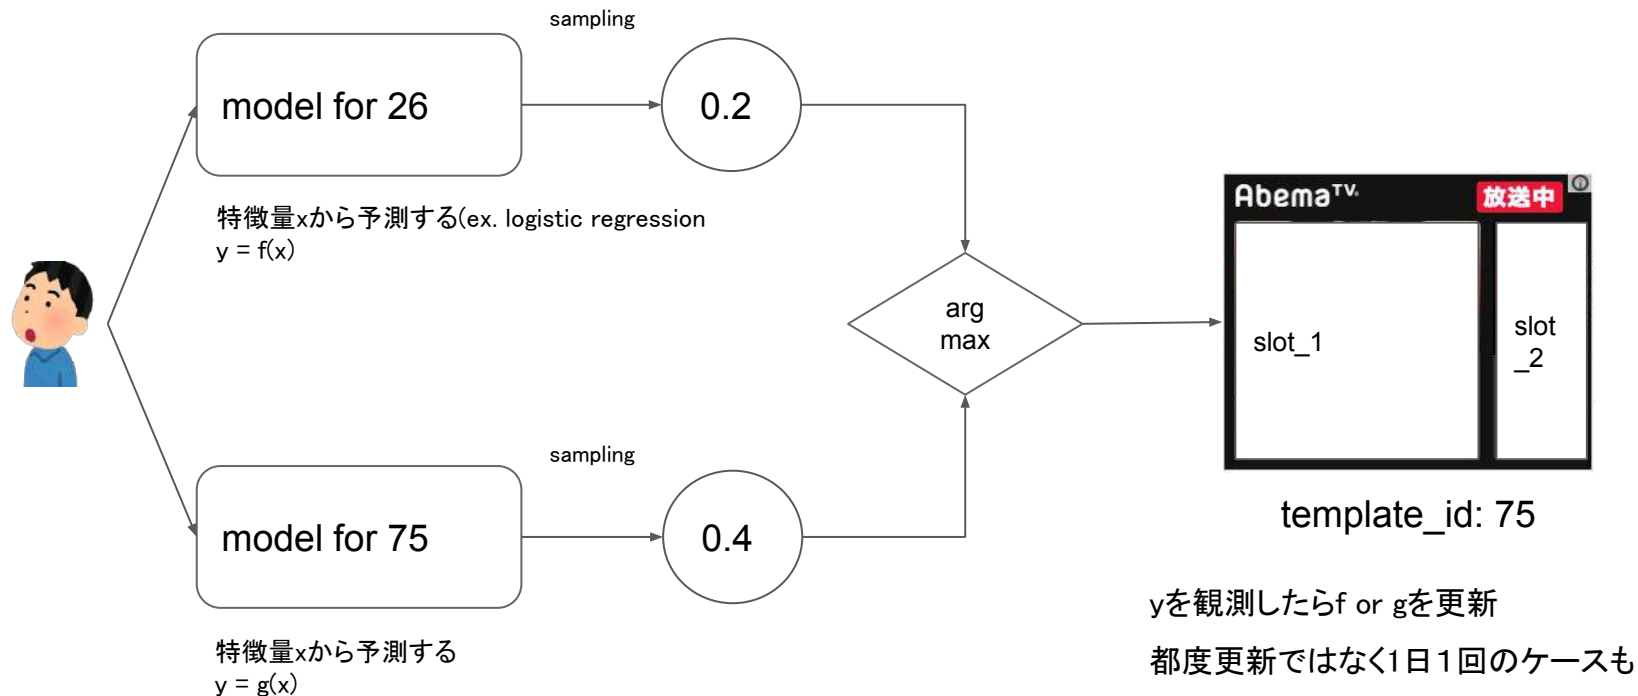 sampling
model for 26
0.2
特徴量xから予測する(ex. logistic regression
y = f(x)
arg
max
AbemaTV.
放送中
slot_1
slot
_2
template_id: 75
sampling
model for 75
0.4
特徴量xから予測する
y = g(x)
yを観測したらf or gを更新
都度更新ではなく1日１回のケースも